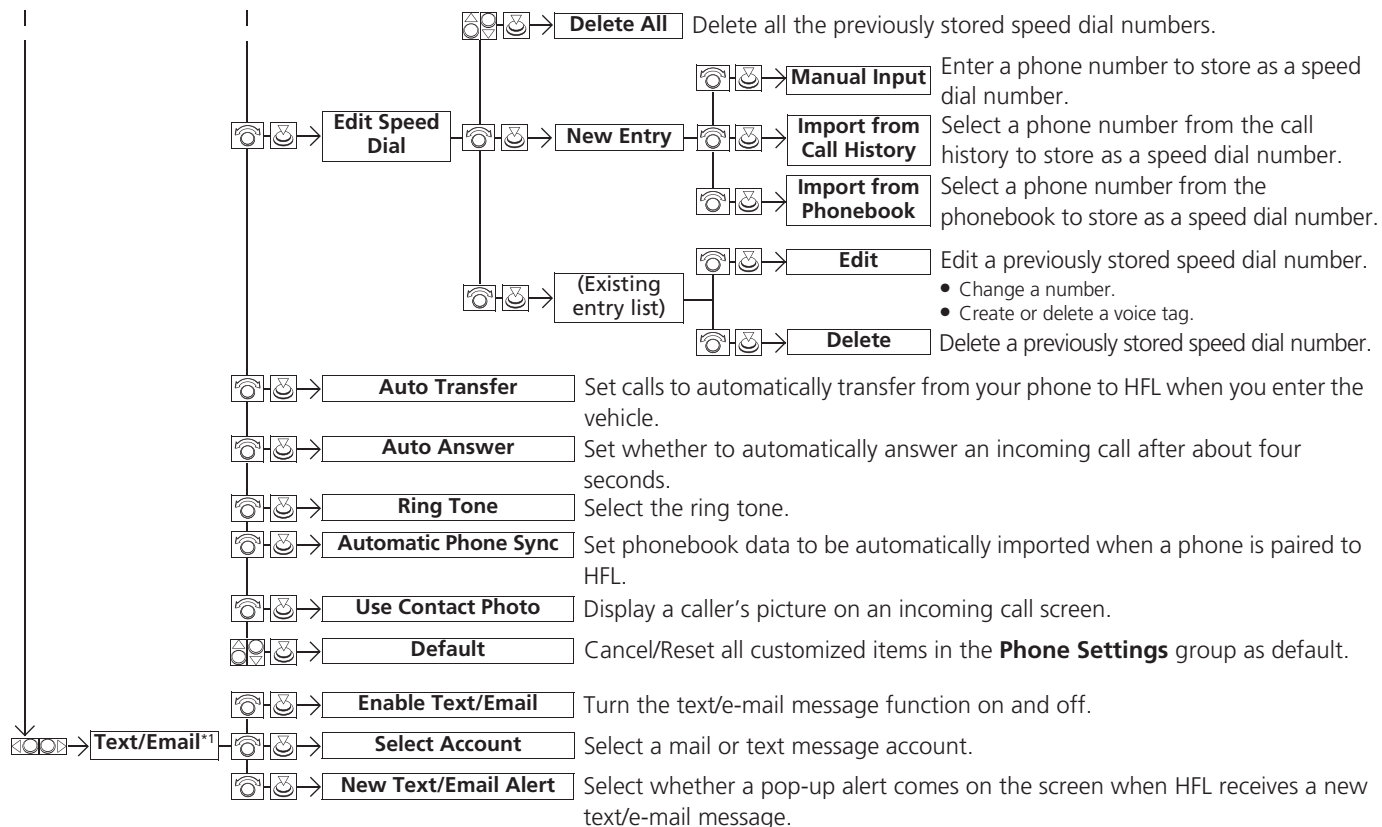 Delete All
Delete all the previously stored speed dial numbers.
Manual Input
Enter a phone number to store as a speed
dial number.
Edit Speed
Dial
New Entry
Import from
Call History
Select a phone number from the call
history to store as a speed dial number.
Import from
Phonebook
Select a phone number from the
phonebook to store as a speed dial number.
(Existing
entry list)
Edit
Edit a previously stored speed dial number.
● Change a number.
● Create or delete a voice tag.
Delete
Delete a previously stored speed dial number.
Auto Transfer
Set calls to automatically transfer from your phone to HFL when you enter the
vehicle.
Auto Answer
Set whether to automatically answer an incoming call after about four
seconds.
Ring Tone
Select the ring tone.
Automatic Phone Sync
Set phonebook data to be automatically imported when a phone is paired to
HFL.
Use Contact Photo
Display a caller's picture on an incoming call screen.
Default
Cancel/Reset all customized items in the Phone Settings group as default.
Text/Email*1
Enable Text/Email
Turn the text/e-mail message function on and off.
Select Account
Select a mail or text message account.
New Text/Email Alert
Select whether a pop-up alert comes on the screen when HFL receives a new
text/e-mail message.